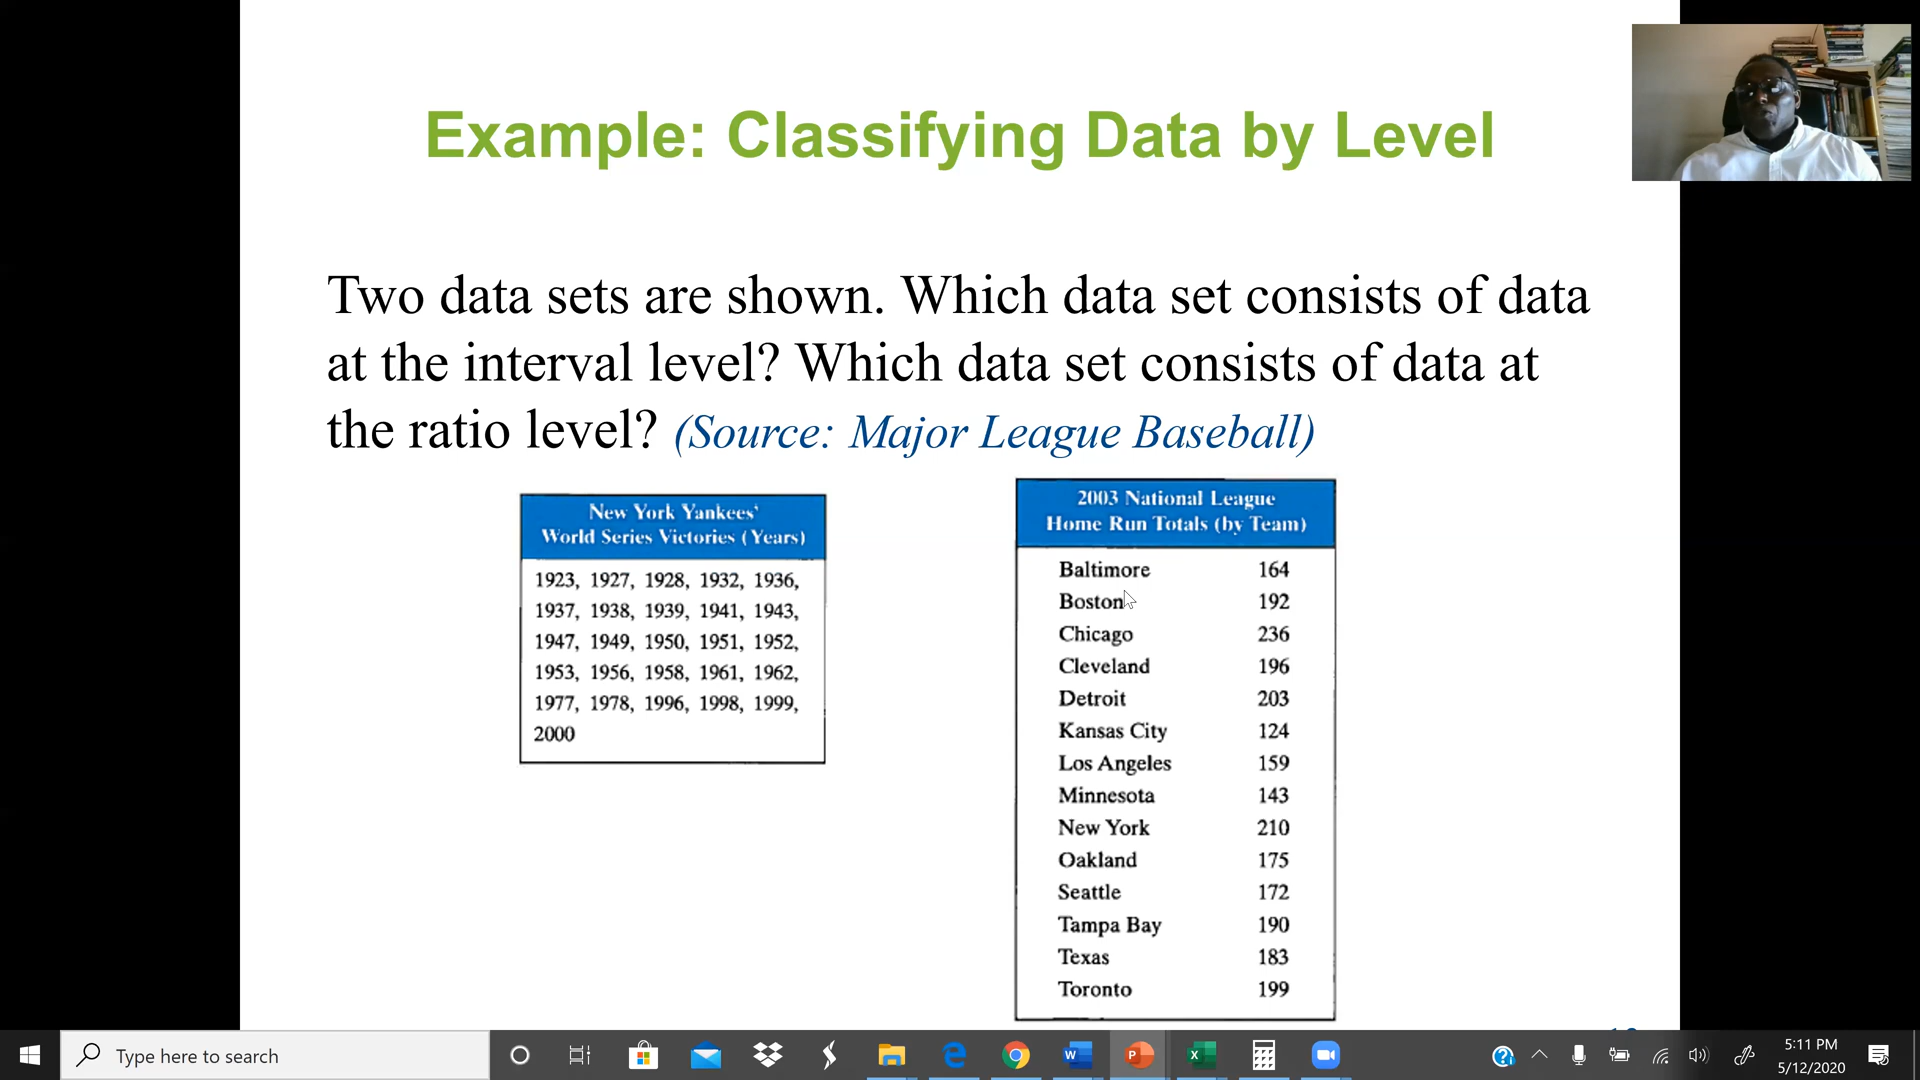 Example: Classifying Data by Level
Two data sets are shown. Which data set consists of data
at the interval level? Which data set consists of data at
the ratio level? (Source: Major League Baseball)
New York Yankees'
World Series Victories (Years)
1923, 1927, 1928, 1932, 1936,
1937, 1938, 1939, 1941, 1943,
1947, 1949, 1950, 1951, 1952,
1953, 1956, 1958, 1961, 1962,
1977, 1978, 1996, 1998, 1999,
2000
2003 National League
Home Run Totals (by Team)
Baltimore 164
Boston 192
Chicago 236
Cleveland 196
Detroit 203
Kansas City 124
Los Angeles 159
Minnesota 143
New York 210
Oakland 175
Seattle 172
Tampa Bay 190
Texas 183
Toronto 199
Type here to search
5:11 PM
5/12/2020